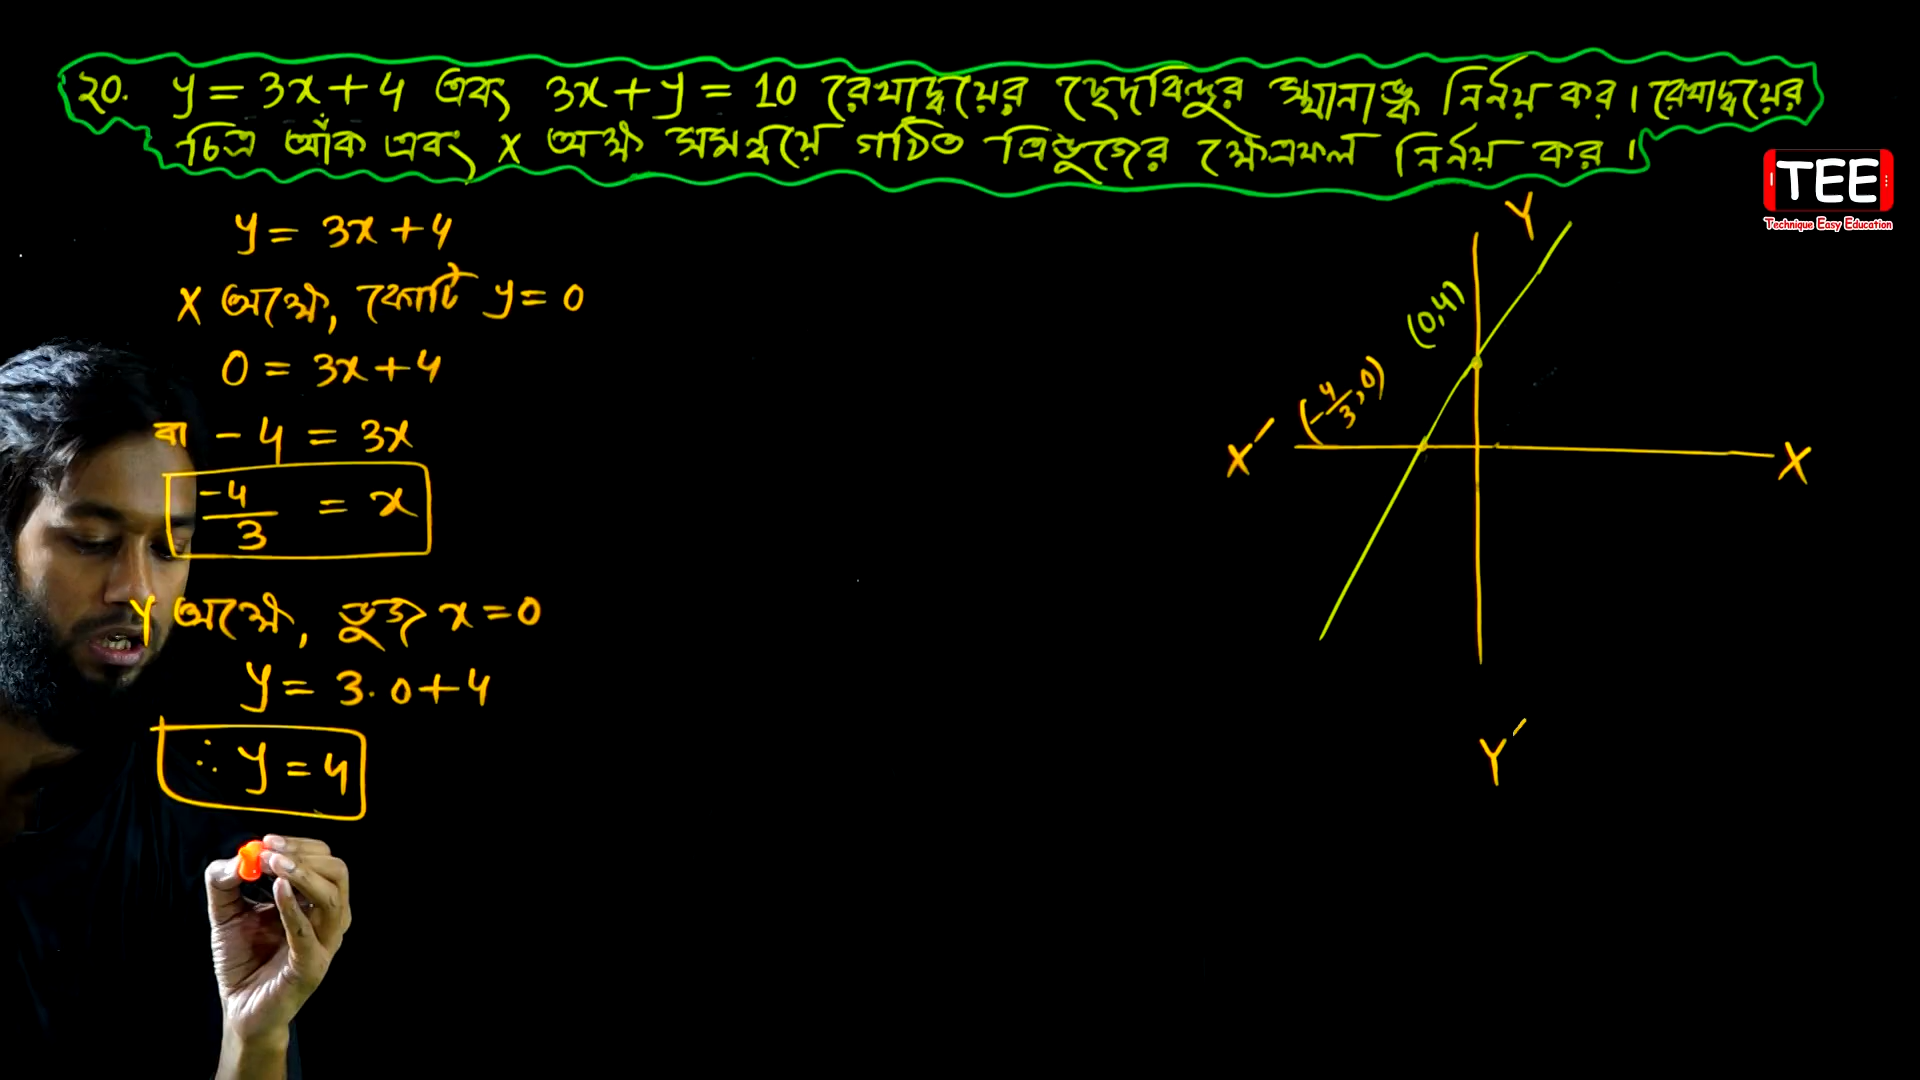 ২০. y = 3x + 4 এবং 3x + y = 10 রেখাদ্বয়ের ছেদবিন্দুর স্থানাঙ্ক নির্নয় কর। রেখাদ্বয়ের
চিত্র আঁক এবং x অক্ষ সমন্বয়ে গঠিত ত্রিভুজের ক্ষেত্রফল নির্নয় কর।
TEE
Technique Easy Education
y = 3x + 4
x অক্ষে, কোটি y = 0
0 = 3x + 4
বা - 4 = 3x
-4/3 = x
Y অক্ষে, ভুজ x = 0
y = 3. 0 + 4
∴ y = 4
Y
(0,4)
(-4/3, 0)
X′
X
Y′